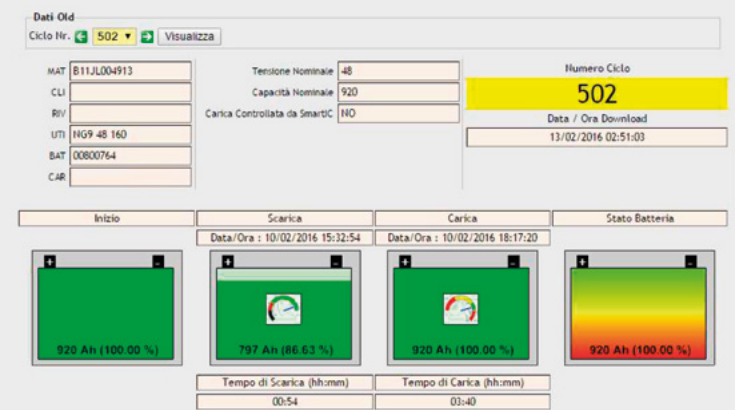 Dati Old
Ciclo Nr. 502 Visualizza
MAT B11JL004913
CLI
RIV
UTI NG9 48 160
BAT 00800764
CAR
Tensione Nominale 48
Capacità Nominale 920
Carica Controllata da SmartIC NO
Numero Ciclo
502
Data / Ora Download
13/02/2016 02:51:03
Inizio Scarica Carica Stato Batteria
Data/Ora : 10/02/2016 15:32:54 Data/Ora : 10/02/2016 18:17:20
+ - + - + - + -
920 Ah (100.00 %) 797 Ah (86.63 %) 920 Ah (100.00 %) 920 Ah (100.00 %)
Tempo di Scarica (hh:mm) Tempo di Carica (hh:mm)
00:54 03:40